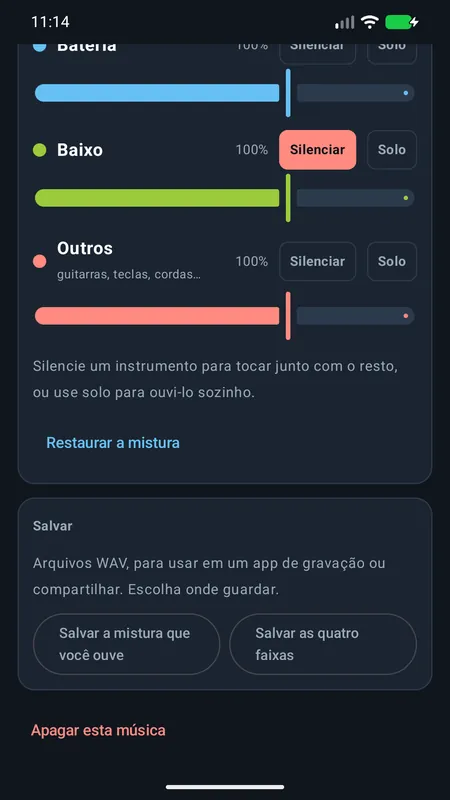 11:14
Bateria 100% Silenciar Solo
Baixo 100% Silenciar Solo
Outros
guitarras, teclas, cordas… 100% Silenciar Solo
Silencie um instrumento para tocar junto com o resto,
ou use solo para ouvi-lo sozinho.
Restaurar a mistura
Salvar
Arquivos WAV, para usar em um app de gravação ou
compartilhar. Escolha onde guardar.
Salvar a mistura que
você ouve
Salvar as quatro
faixas
Apagar esta música